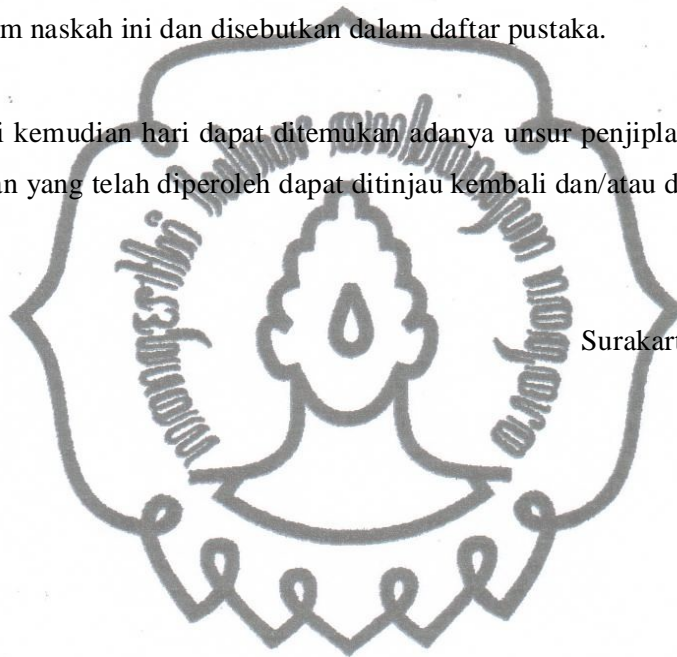 m naskah ini dan disebutkan dalam daftar pustaka.
i kemudian hari dapat ditemukan adanya unsur penjipla
an yang telah diperoleh dapat ditinjau kembali dan/atau d
Surakart